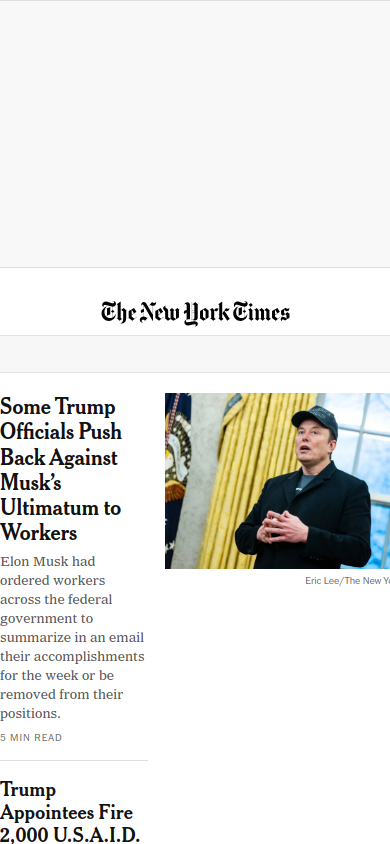 The New York Times
Some Trump
Officials Push
Back Against
Musk’s
Ultimatum to
Workers
Elon Musk had
ordered workers
across the federal
government to
summarize in an email
their accomplishments
for the week or be
removed from their
positions.
5 MIN READ
Eric Lee/The New Yo
Trump
Appointees Fire
2,000 U.S.A.I.D.